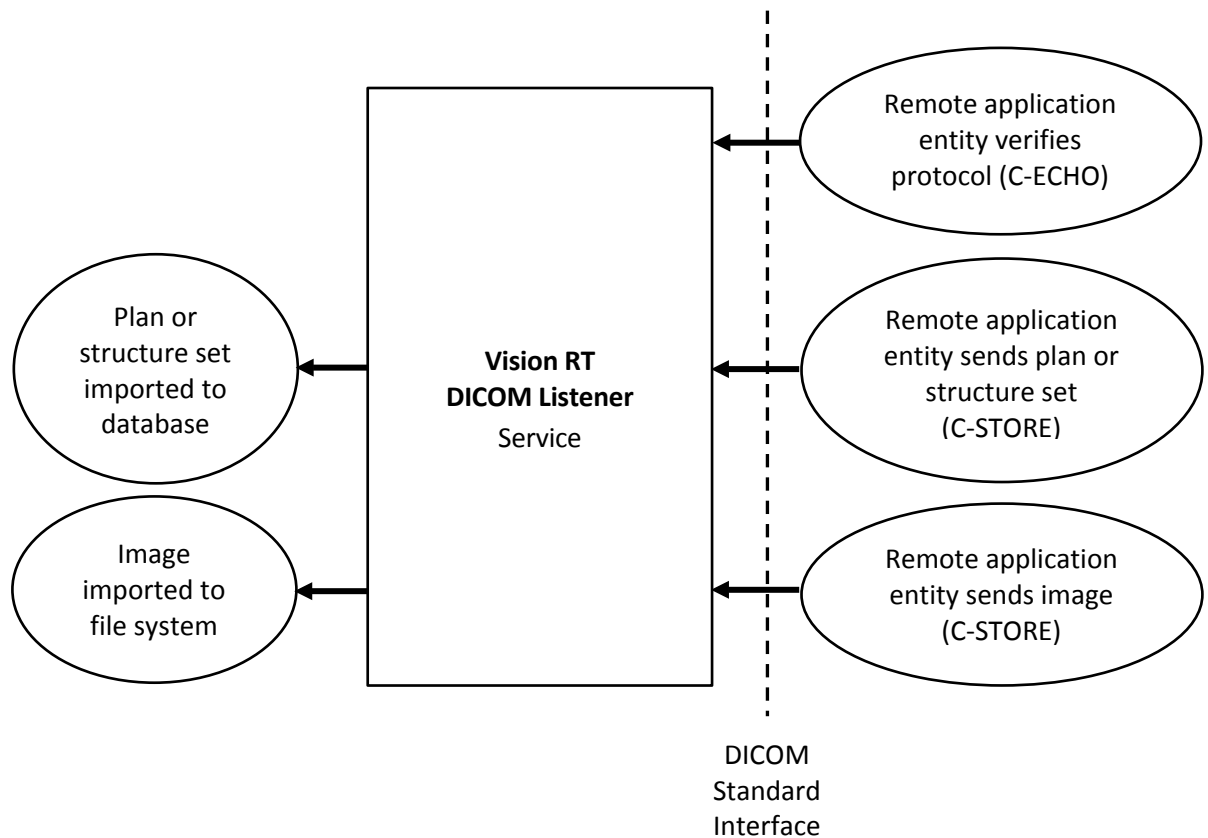 Remote application
entity verifies
protocol (C-ECHO)
Plan or
structure set
imported to
database
Vision RT
DICOM Listener
Service
Remote application
entity sends plan or
structure set
(C-STORE)
Image
imported to
file system
Remote application
entity sends image
(C-STORE)
DICOM
Standard
Interface